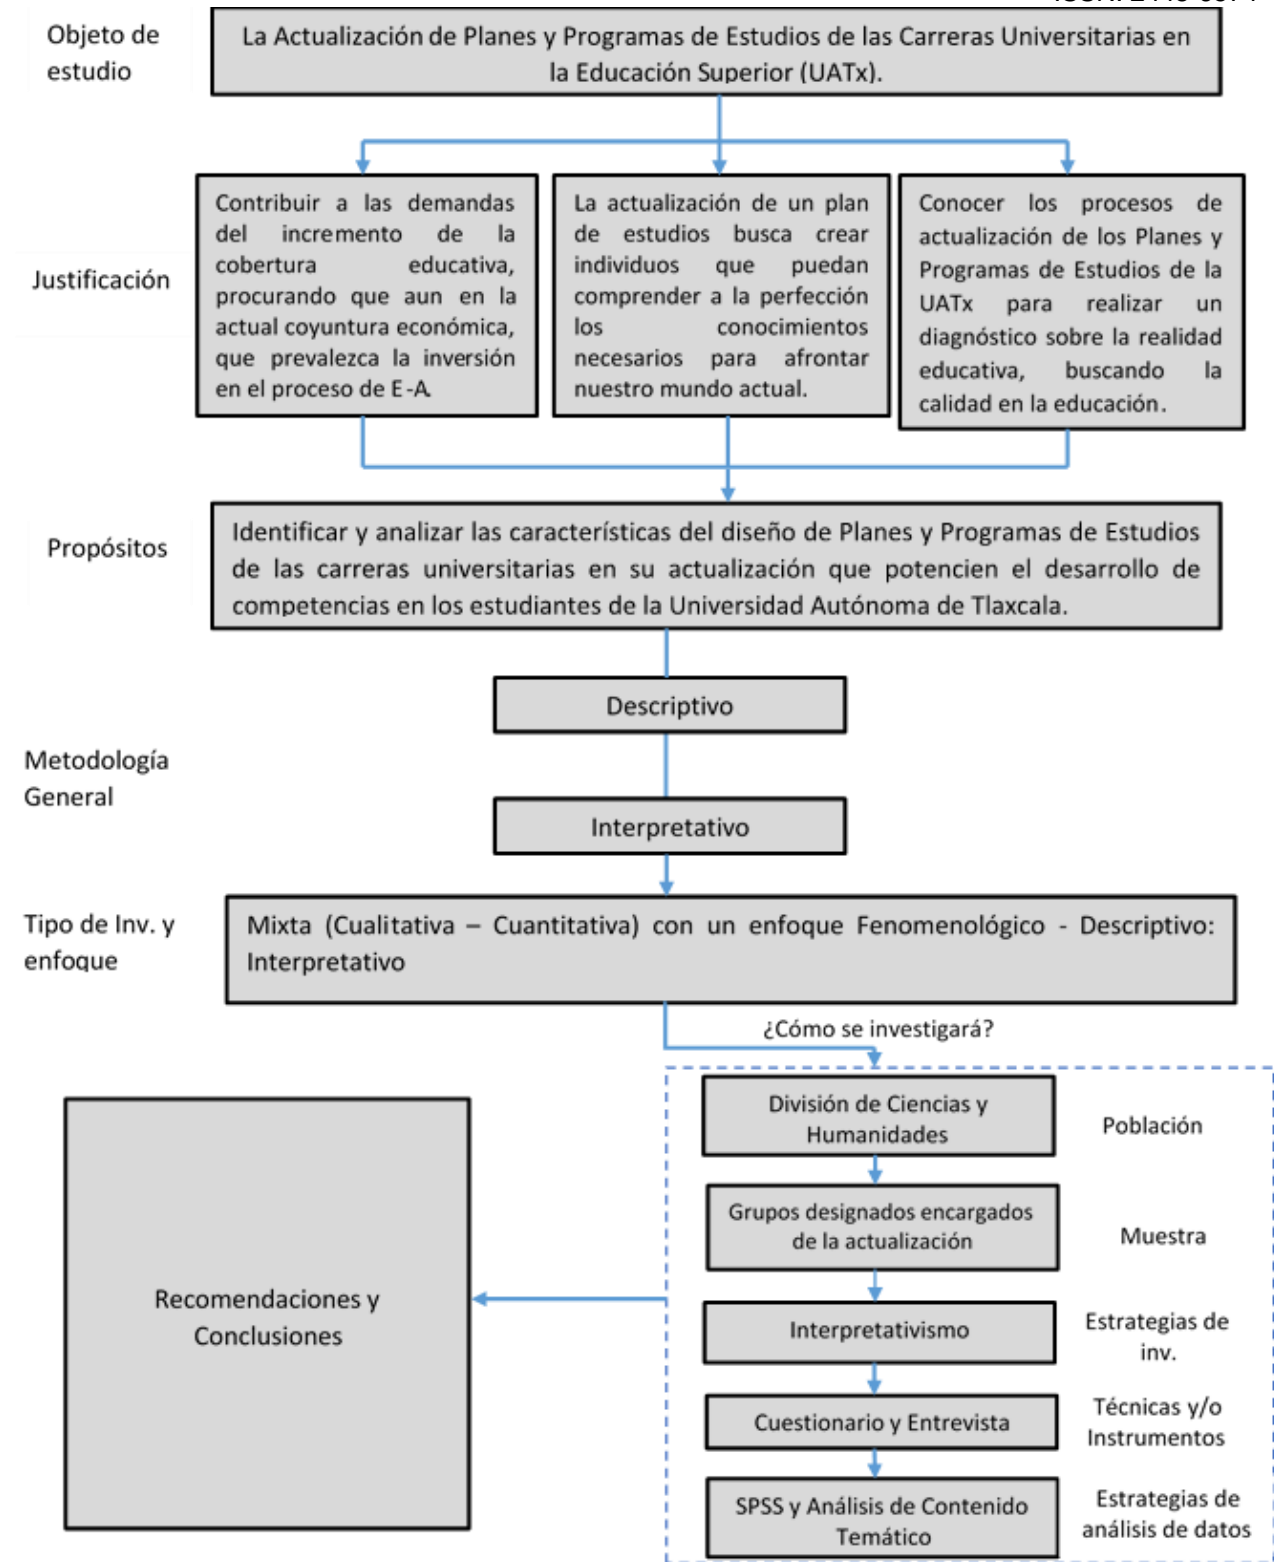 Objeto de
estudio
La Actualización de Planes y Programas de Estudios de las Carreras Universitarias en
la Educación Superior (UATx).
Justificación
Contribuir a las demandas
del incremento de la
cobertura educativa,
procurando que aun en la
actual coyuntura económica,
que prevalezca la inversión
en el proceso de E-A.
La actualización de un plan
de estudios busca crear
individuos que puedan
comprender a la perfección
los conocimientos
necesarios para afrontar
nuestro mundo actual.
Conocer los procesos de
actualización de los Planes y
Programas de Estudios de la
UATx para realizar un
diagnóstico sobre la realidad
educativa, buscando la
calidad en la educación.
Propósitos
Identificar y analizar las características del diseño de Planes y Programas de Estudios
de las carreras universitarias en su actualización que potencien el desarrollo de
competencias en los estudiantes de la Universidad Autónoma de Tlaxcala.
Descriptivo
Metodología
General
Interpretativo
Tipo de Inv. y
enfoque
Mixta (Cualitativa – Cuantitativa) con un enfoque Fenomenológico - Descriptivo:
Interpretativo
¿Cómo se investigará?
División de Ciencias y
Humanidades
Población
Grupos designados encargados
de la actualización
Muestra
Interpretativismo
Estrategias de
inv.
Cuestionario y Entrevista
Técnicas y/o
Instrumentos
SPSS y Análisis de Contenido
Temático
Estrategias de
análisis de datos
Recomendaciones y
Conclusiones